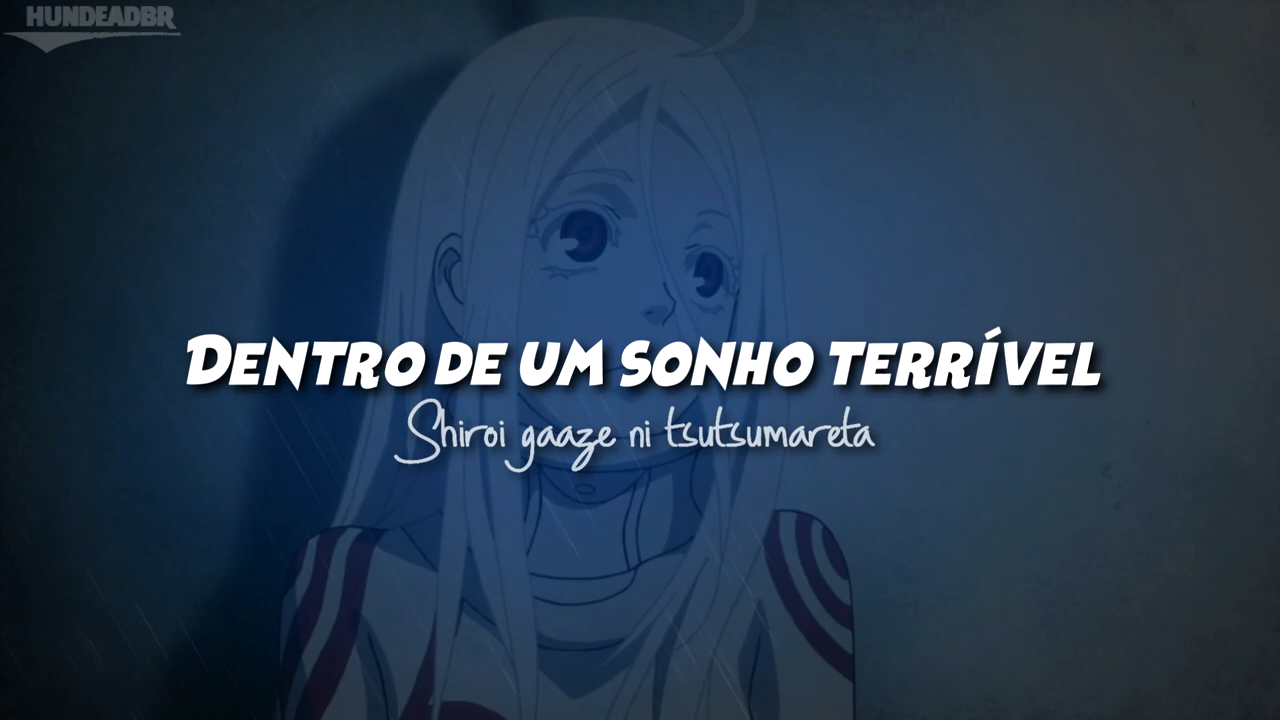 HUNDEADBR
DENTRO DE UM SONHO TERRÍVEL
Shiroi gaaze ni tsutsumareta